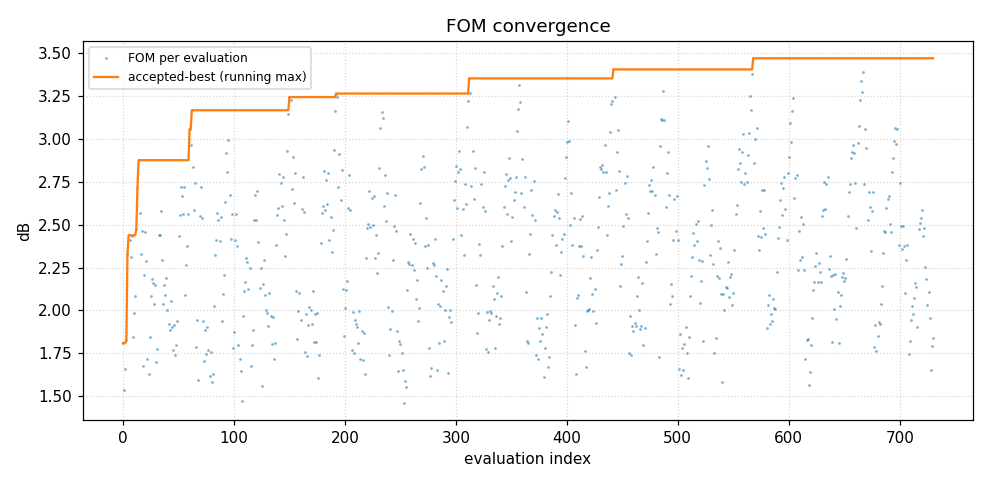 FOM convergence
FOM per evaluation
accepted-best (running max)
dB
3.50
3.25
3.00
2.75
2.50
2.25
2.00
1.75
1.50
0 100 200 300 400 500 600 700
evaluation index